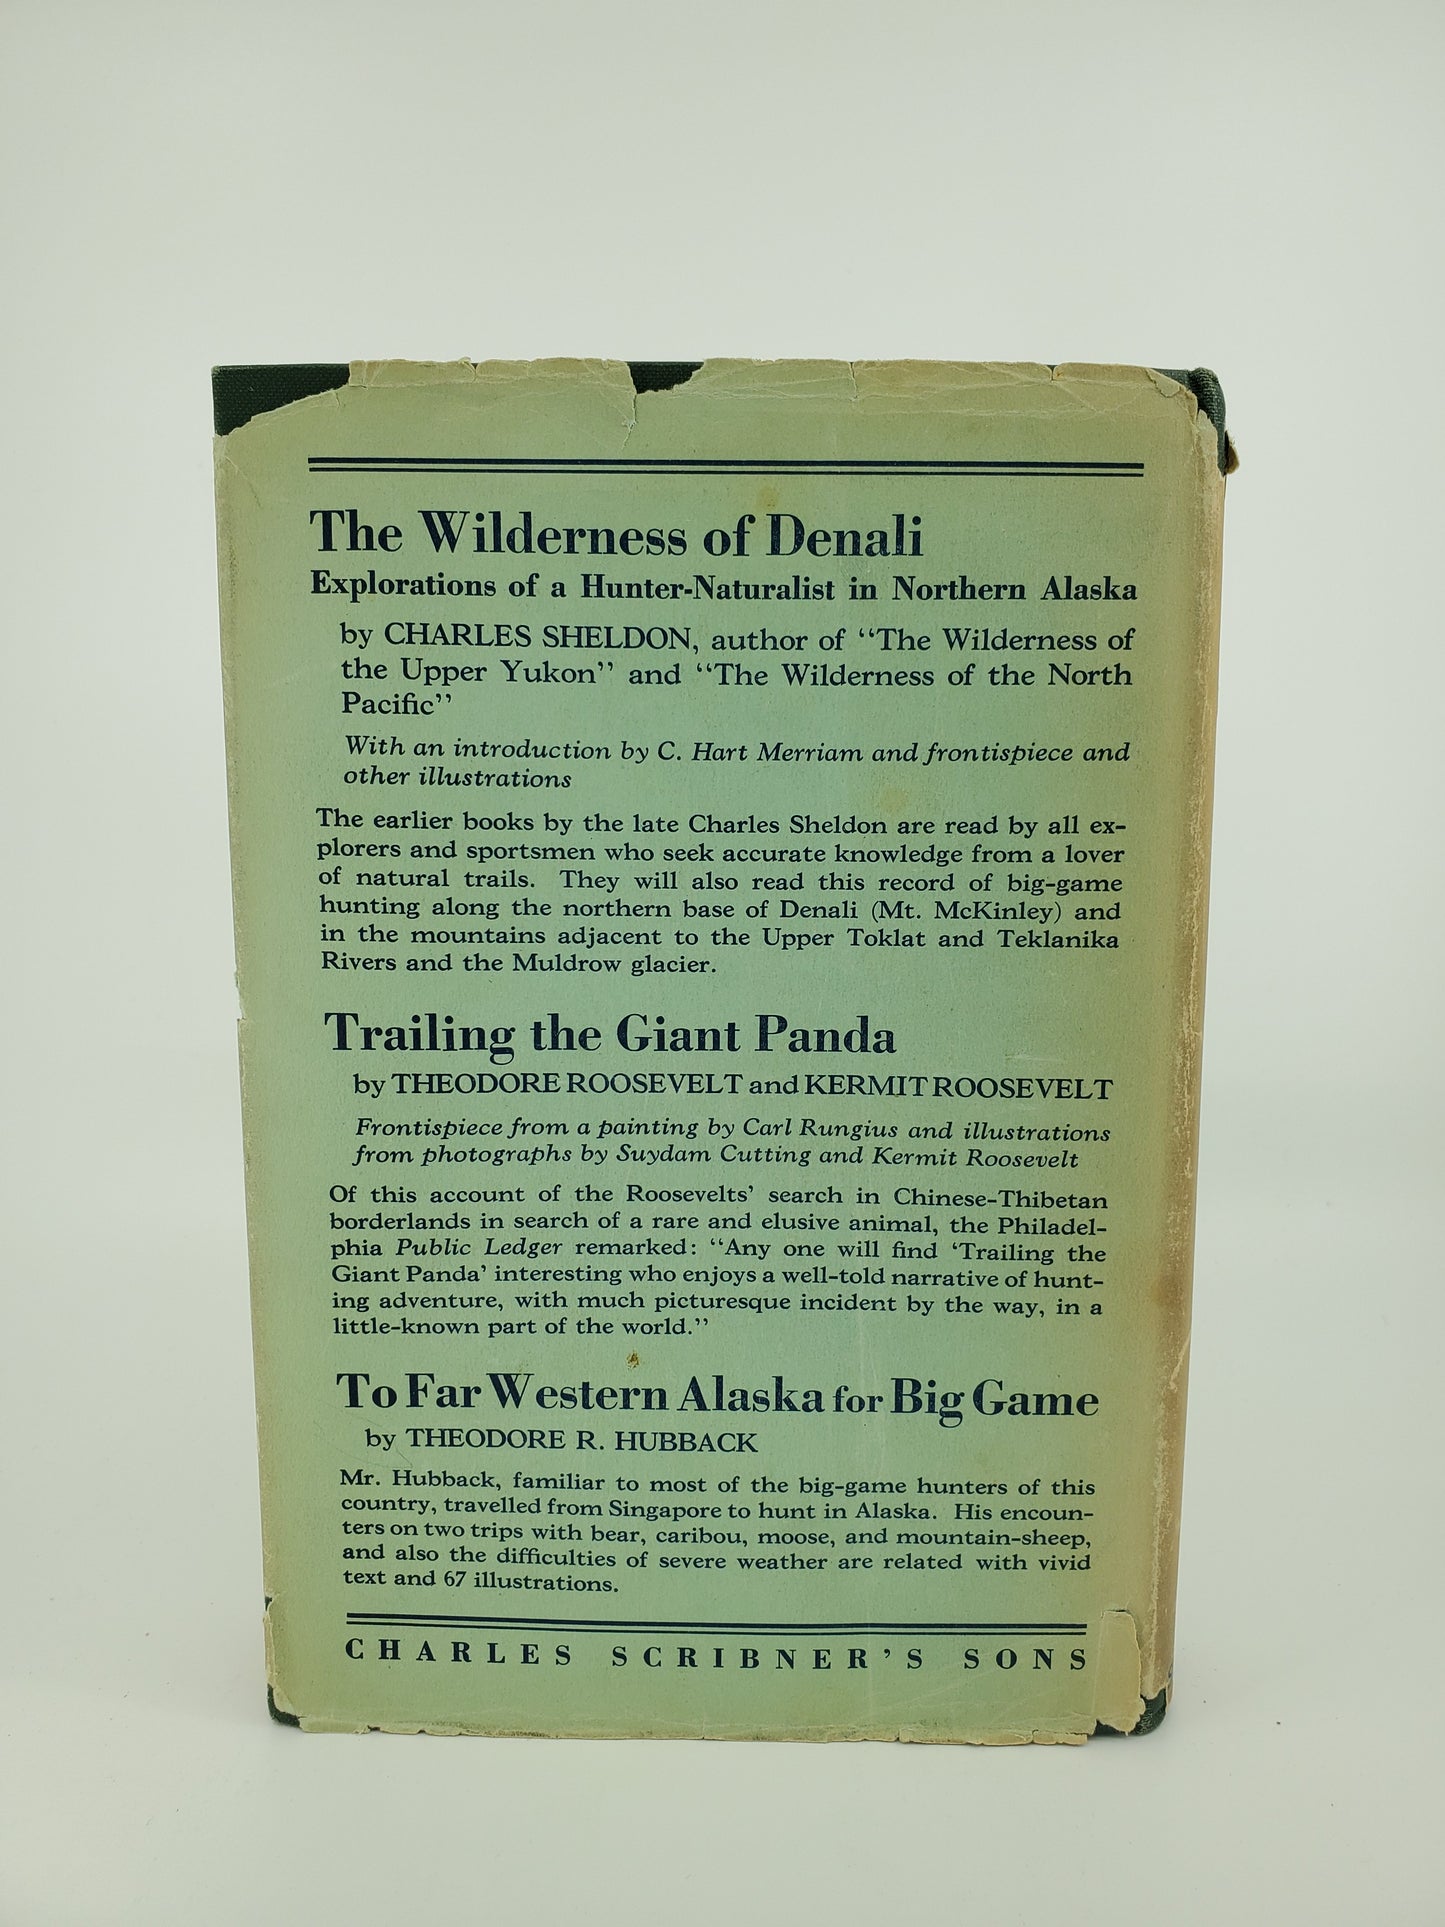 The Wilderness of Denali
Explorations of a Hunter-Naturalist in Northern Alaska
by CHARLES SHELDON, author of “The Wilderness of
the Upper Yukon” and “The Wilderness of the North
Pacific”
With an introduction by C. Hart Merriam and frontispiece and
other illustrations
The earlier books by the late Charles Sheldon are read by all ex-
plorers and sportsmen who seek accurate knowledge from a lover
of natural trails. They will also read this record of big-game
hunting along the northern base of Denali (Mt. McKinley) and
in the mountains adjacent to the Upper Toklat and Teklanika
Rivers and the Muldrow glacier.
Trailing the Giant Panda
by THEODORE ROOSEVELT and KERMIT ROOSEVELT
Frontispiece from a painting by Carl Rungius and illustrations
from photographs by Suydam Cutting and Kermit Roosevelt
Of this account of the Roosevelts’ search in Chinese-Thibetan
borderlands in search of a rare and elusive animal, the Philadel-
phia Public Ledger remarked: “Any one will find ‘Trailing the
Giant Panda’ interesting who enjoys a well-told narrative of hunt-
ing adventure, with much picturesque incident by the way, in a
little-known part of the world.”
To Far Western Alaska for Big Game
by THEODORE R. HUBBACK
Mr. Hubback, familiar to most of the big-game hunters of this
country, travelled from Singapore to hunt in Alaska. His encoun-
ters on two trips with bear, caribou, moose, and mountain-sheep,
and also the difficulties of severe weather are related with vivid
text and 67 illustrations.
CHARLES SCRIBNER’S SONS